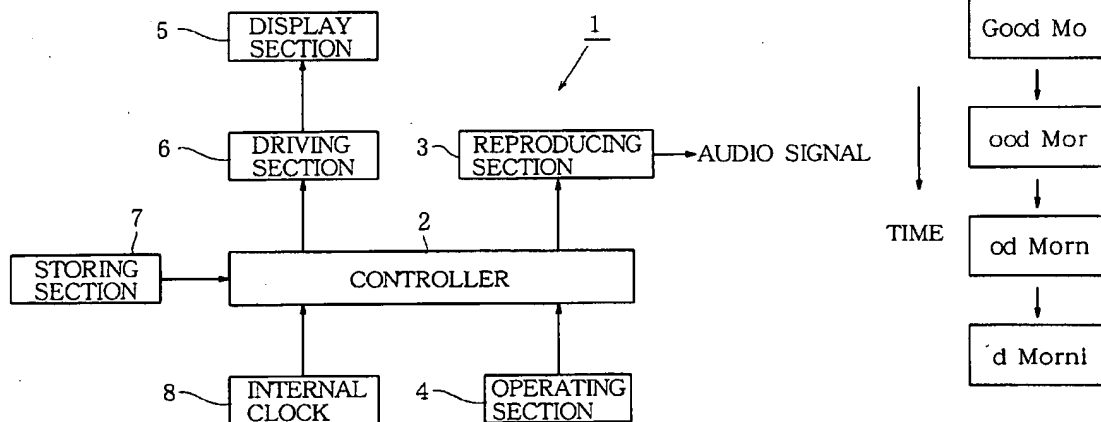 5
DISPLAY
SECTION
1
6
DRIVING
SECTION
3
REPRODUCING
SECTION
AUDIO SIGNAL
7
STORING
SECTION
2
CONTROLLER
8
INTERNAL
CLOCK
4
OPERATING
SECTION
TIME
Good Mo
ood Mor
od Morn
d Morni